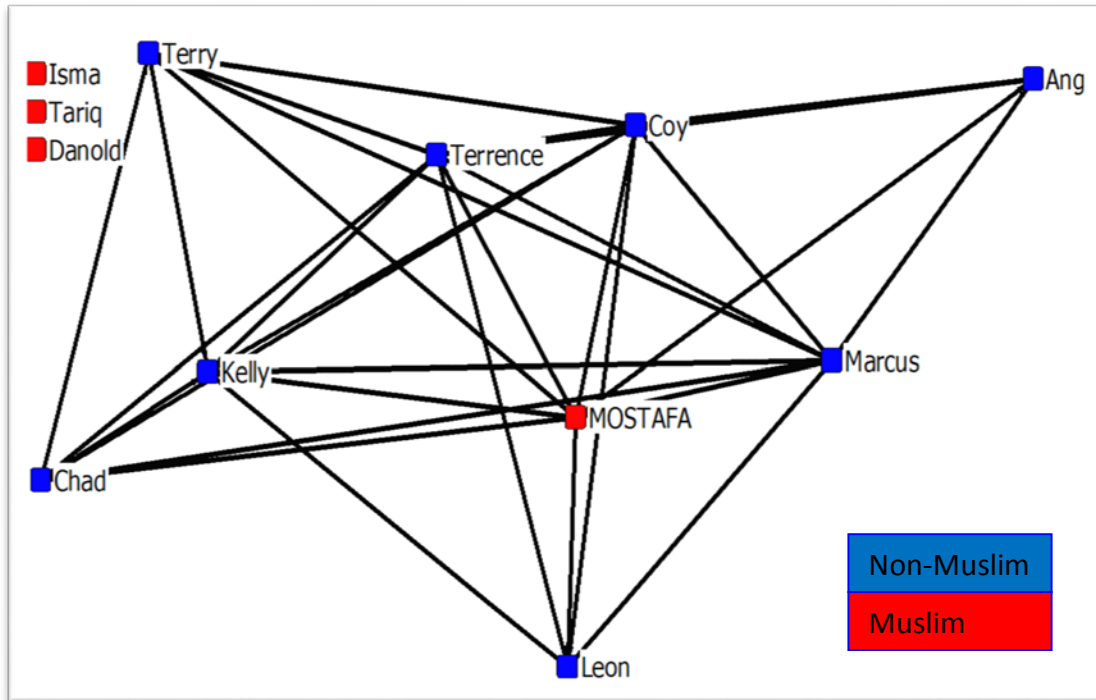 Terry
Isma
Tariq
Danold
Ang
Coy
Terrence
Kelly
Marcus
MOSTAFA
Chad
Leon
Non-Muslim
Muslim